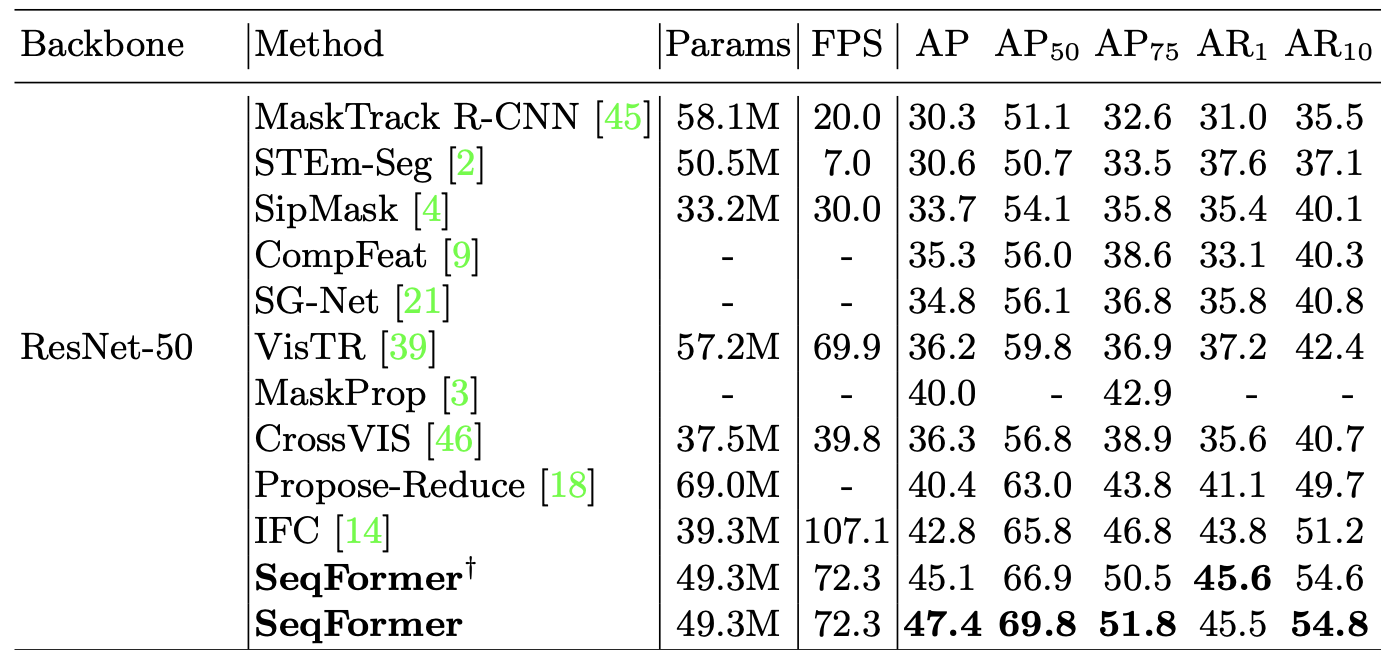 Backbone Method Params FPS AP AP₅₀ AP₇₅ AR₁ AR₁₀
MaskTrack R-CNN [45] 58.1M 20.0 30.3 51.1 32.6 31.0 35.5
STEm-Seg [2] 50.5M 7.0 30.6 50.7 33.5 37.6 37.1
SipMask [4] 33.2M 30.0 33.7 54.1 35.8 35.4 40.1
CompFeat [9] - - 35.3 56.0 38.6 33.1 40.3
SG-Net [21] - - 34.8 56.1 36.8 35.8 40.8
ResNet-50 VisTR [39] 57.2M 69.9 36.2 59.8 36.9 37.2 42.4
MaskProp [3] - - 40.0 - 42.9 - -
CrossVIS [46] 37.5M 39.8 36.3 56.8 38.9 35.6 40.7
Propose-Reduce [18] 69.0M - 40.4 63.0 43.8 41.1 49.7
IFC [14] 39.3M 107.1 42.8 65.8 46.8 43.8 51.2
SeqFormer† 49.3M 72.3 45.1 66.9 50.5 45.6 54.6
SeqFormer 49.3M 72.3 47.4 69.8 51.8 45.5 54.8